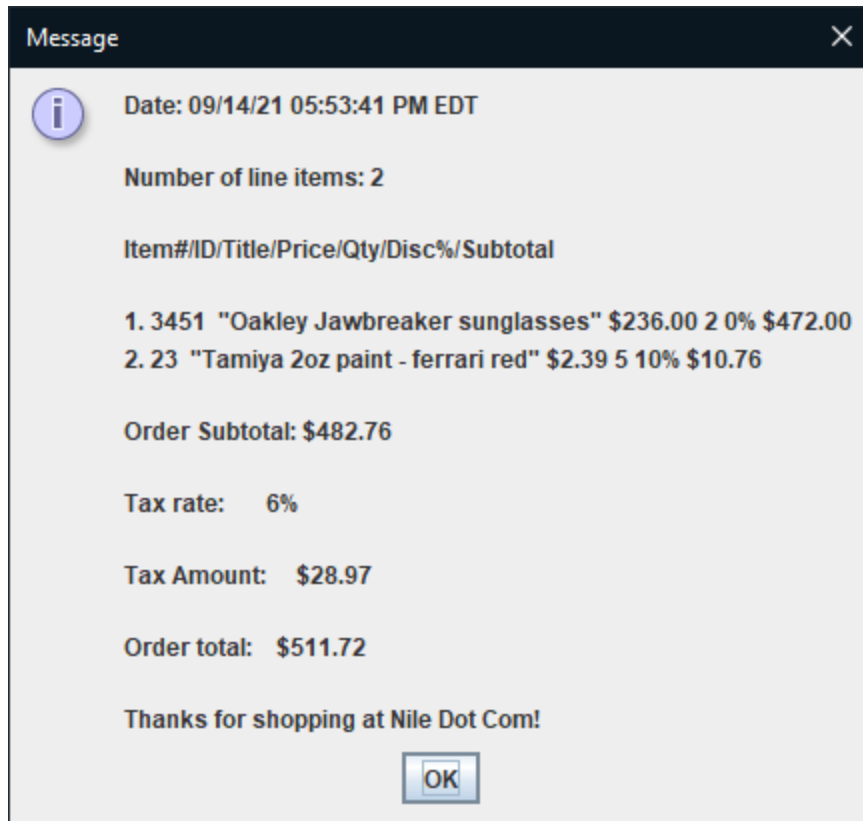 Message
Date: 09/14/21 05:53:41 PM EDT
Number of line items: 2
Item#/ID/Title/Price/Qty/Disc%/Subtotal
1. 3451 "Oakley Jawbreaker sunglasses" $236.00 2 0% $472.00
2. 23 "Tamiya 2oz paint - ferrari red" $2.39 5 10% $10.76
Order Subtotal: $482.76
Tax rate: 6%
Tax Amount: $28.97
Order total: $511.72
Thanks for shopping at Nile Dot Com!
OK